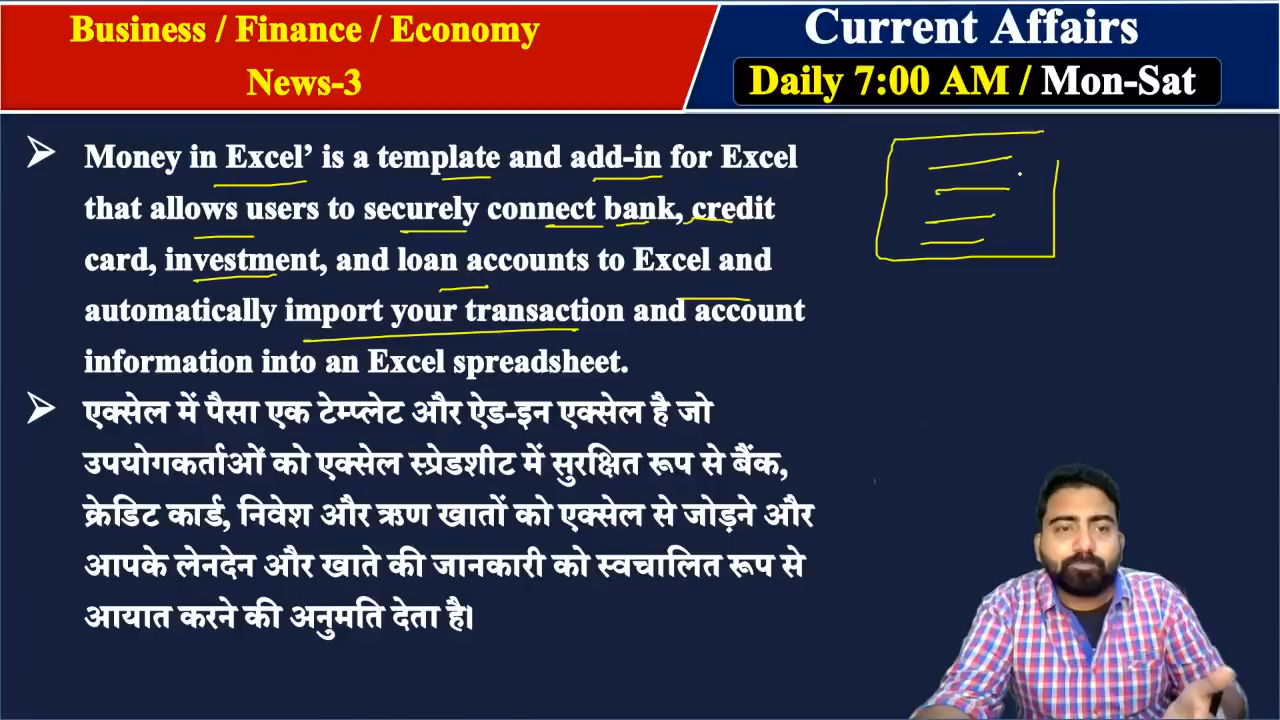 Business / Finance / Economy
News-3
Current Affairs
Daily 7:00 AM / Mon-Sat
Money in Excel’ is a template and add-in for Excel
that allows users to securely connect bank, credit
card, investment, and loan accounts to Excel and
automatically import your transaction and account
information into an Excel spreadsheet.
एक्सेल में पैसा एक टेम्प्लेट और ऐड-इन एक्सेल है जो
उपयोगकर्ताओं को एक्सेल स्प्रेडशीट में सुरक्षित रूप से बैंक,
क्रेडिट कार्ड, निवेश और ऋण खातों को एक्सेल से जोड़ने और
आपके लेनदेन और खाते की जानकारी को स्वचालित रूप से
आयात करने की अनुमति देता है।